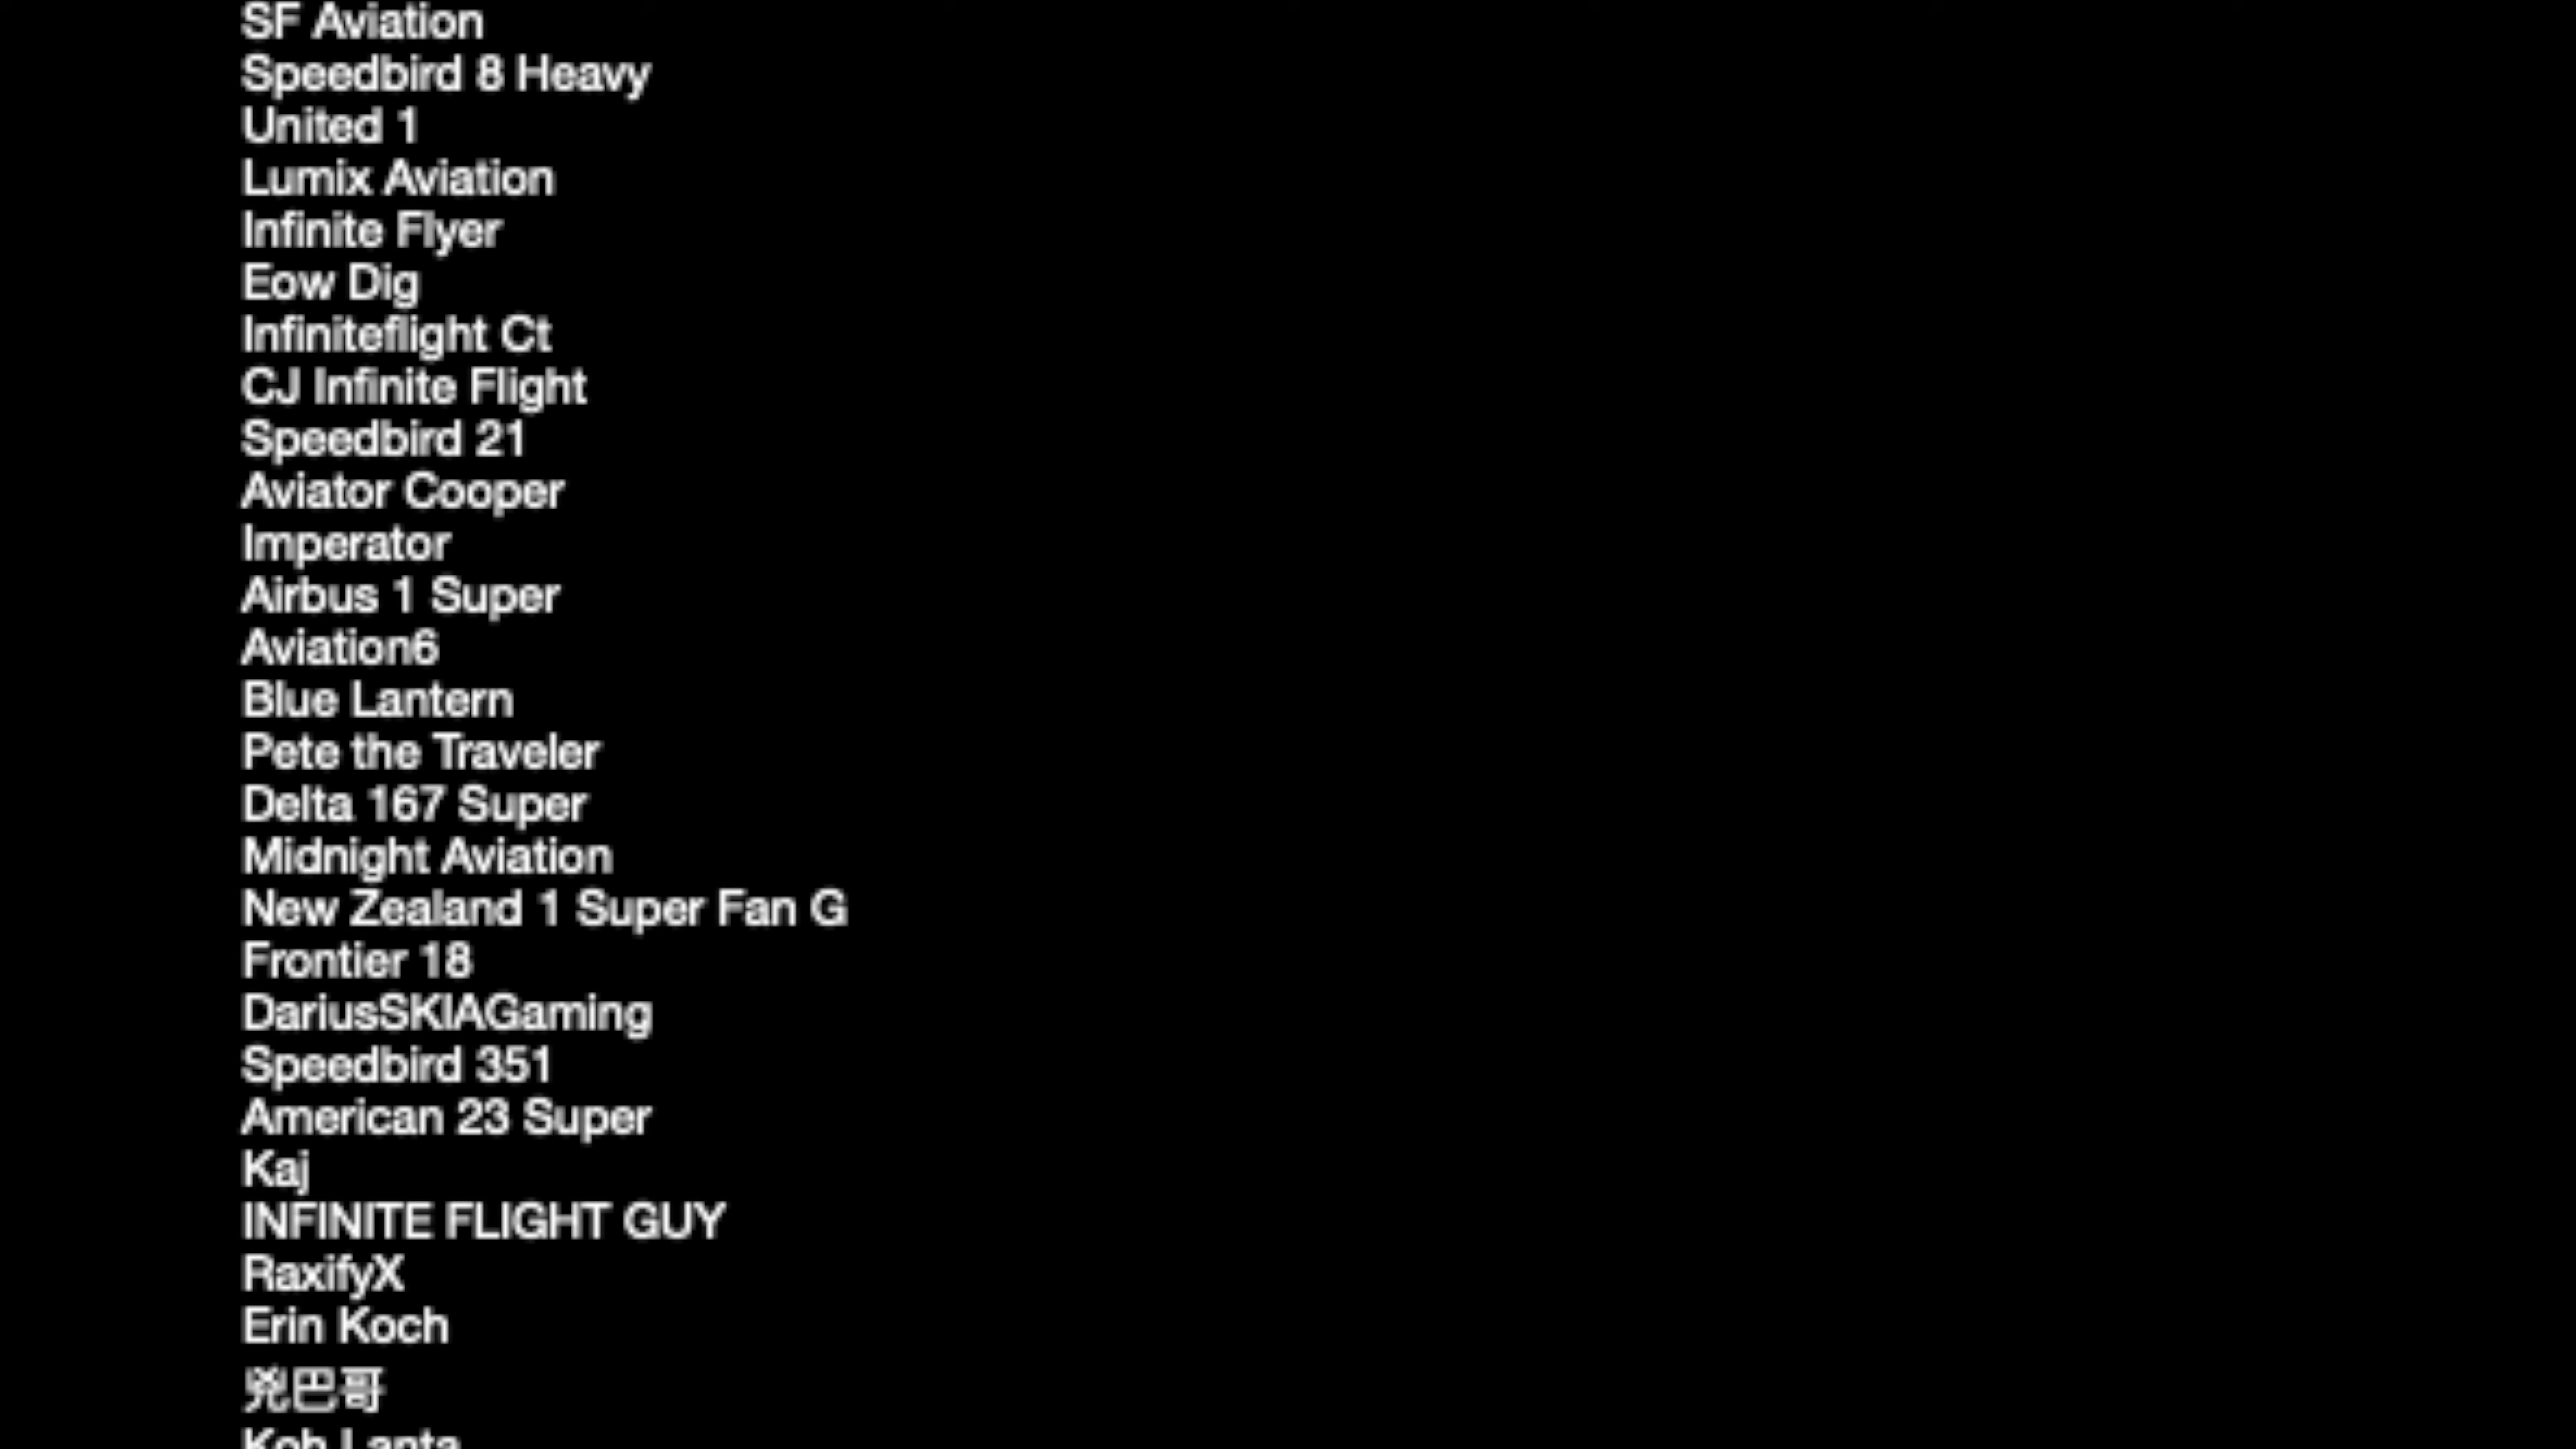 SF Aviation
Speedbird 8 Heavy
United 1
Lumix Aviation
Infinite Flyer
Eow Dig
Infiniteflight Ct
CJ Infinite Flight
Speedbird 21
Aviator Cooper
Imperator
Airbus 1 Super
Aviation6
Blue Lantern
Pete the Traveler
Delta 167 Super
Midnight Aviation
New Zealand 1 Super Fan G
Frontier 18
DariusSKIAGaming
Speedbird 351
American 23 Super
Kaj
INFINITE FLIGHT GUY
RaxifyX
Erin Koch
兇巴哥
Koh Lanta